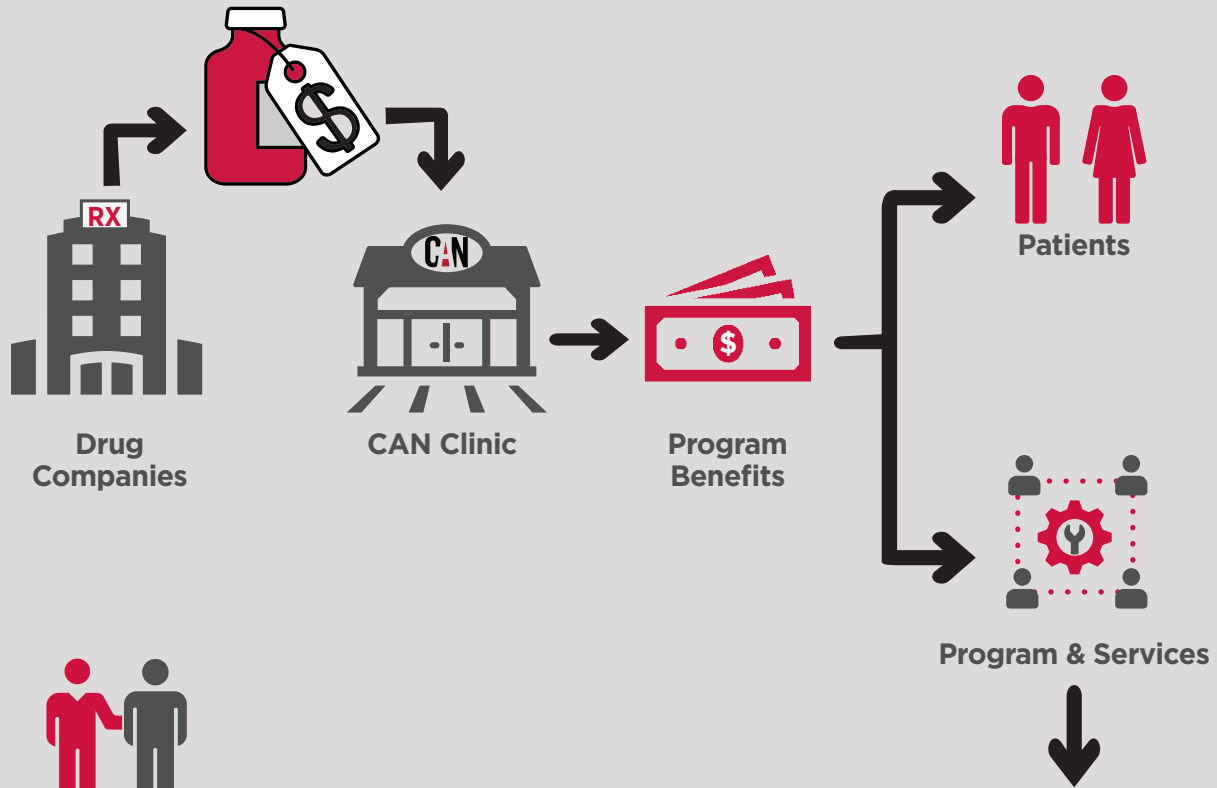 $
RX
CAN
$
Patients
Drug
Companies
CAN Clinic
Program
Benefits
Program & Services